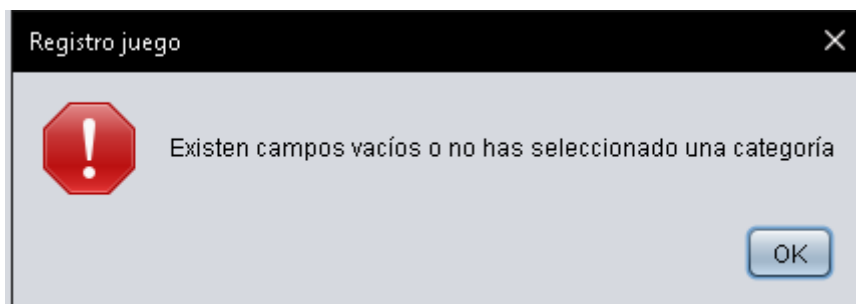 Registro juego
Existen campos vacíos o no has seleccionado una categoría
OK